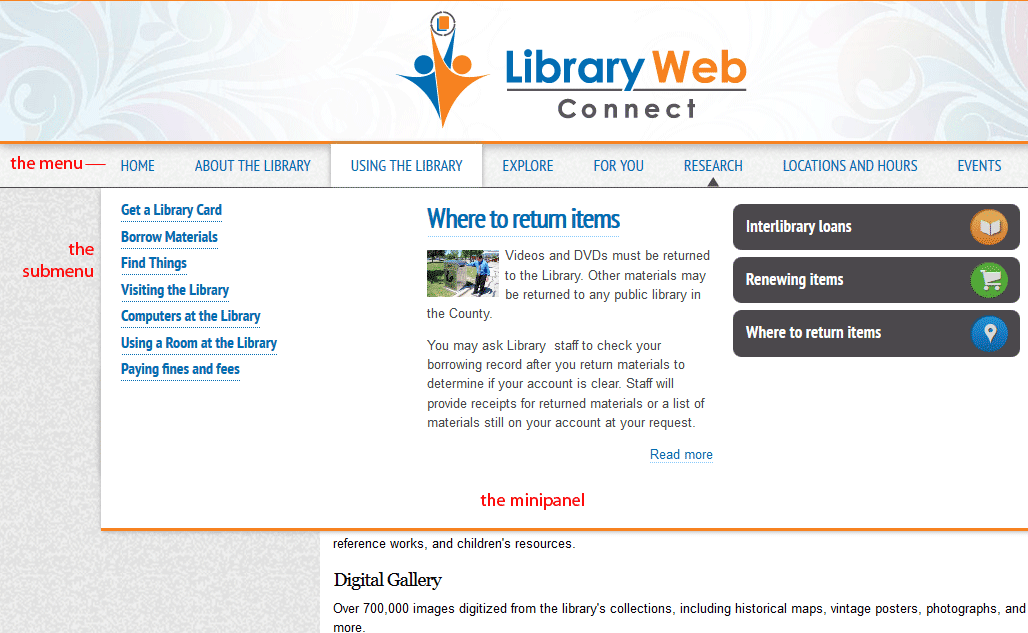 Library Web
Connect
the menu
HOME
ABOUT THE LIBRARY
USING THE LIBRARY
EXPLORE
FOR YOU
RESEARCH
LOCATIONS AND HOURS
EVENTS
the
submenu
Get a Library Card
Borrow Materials
Find Things
Visiting the Library
Computers at the Library
Using a Room at the Library
Paying fines and fees
Where to return items
Videos and DVDs must be returned
to the Library. Other materials may
be returned to any public library in
the County.
You may ask Library  staff to check your
borrowing record after you return materials to
determine if your account is clear. Staff will
provide receipts for returned materials or a list of
materials still on your account at your request.
Read more
Interlibrary loans
Renewing items
Where to return items
the minipanel
reference works, and children's resources.
Digital Gallery
Over 700,000 images digitized from the library's collections, including historical maps, vintage posters, photographs, and
more.